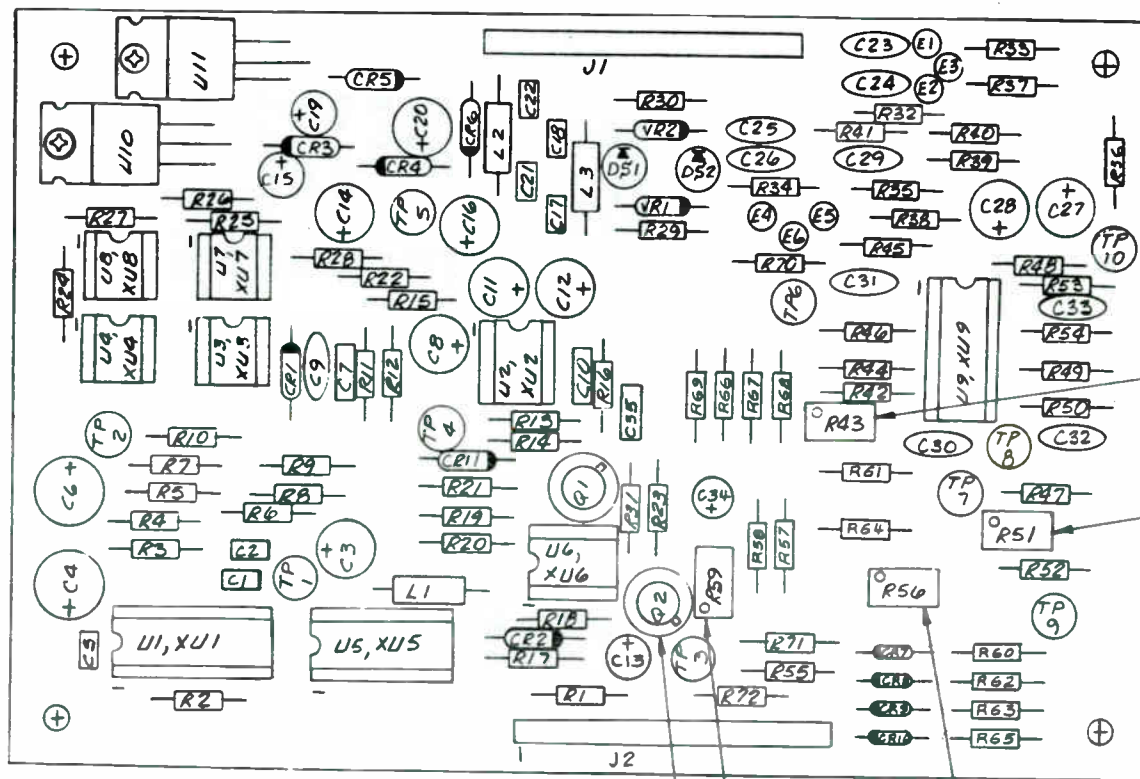 U11
U10
CR5
C19
C20
CR3
C15
CR4
CR6
L2
C22
C18
C21
C17
L3
J1
R30
VR2
DS1
DS2
VR1
R29
C23
E1
E3
C24
E2
R33
R37
R32
C25
R41
R40
C26
C29
R39
R36
R34
R35
R38
C28
C27
E4
E5
E6
R45
TP
10
R70
R26
R27
R25
C14
TP
5
C16
U8,
XU8
U7,
XU7
R24
R28
R22
R15
C11
C12
TP6
C31
R48
R53
C33
U4,
XU4
U3,
XU3
CR1
C9
C7
R11
R12
C8
U2,
XU2
C10
R16
C35
R69
R66
R67
R68
R46
R44
R42
R43
U9, XU9
R54
R49
R50
C30
TP
8
C32
TP
2
R10
TP
4
R13
R14
CR11
R7
R9
C6
R5
R8
R21
Q1
R4
R6
R19
R31
R23
C34
R61
TP
7
R47
R3
C2
C3
R20
R58
R57
R64
R51
C4
C1
TP
1
L1
U6,
XU6
R59
Q2
R56
R52
TP
9
C5
U1, XU1
U5, XU5
R18
CR2
R17
C13
TP
3
R71
R55
R2
R1
R72
CR7
R60
CR8
R62
CR9
R63
CR10
R65
J2